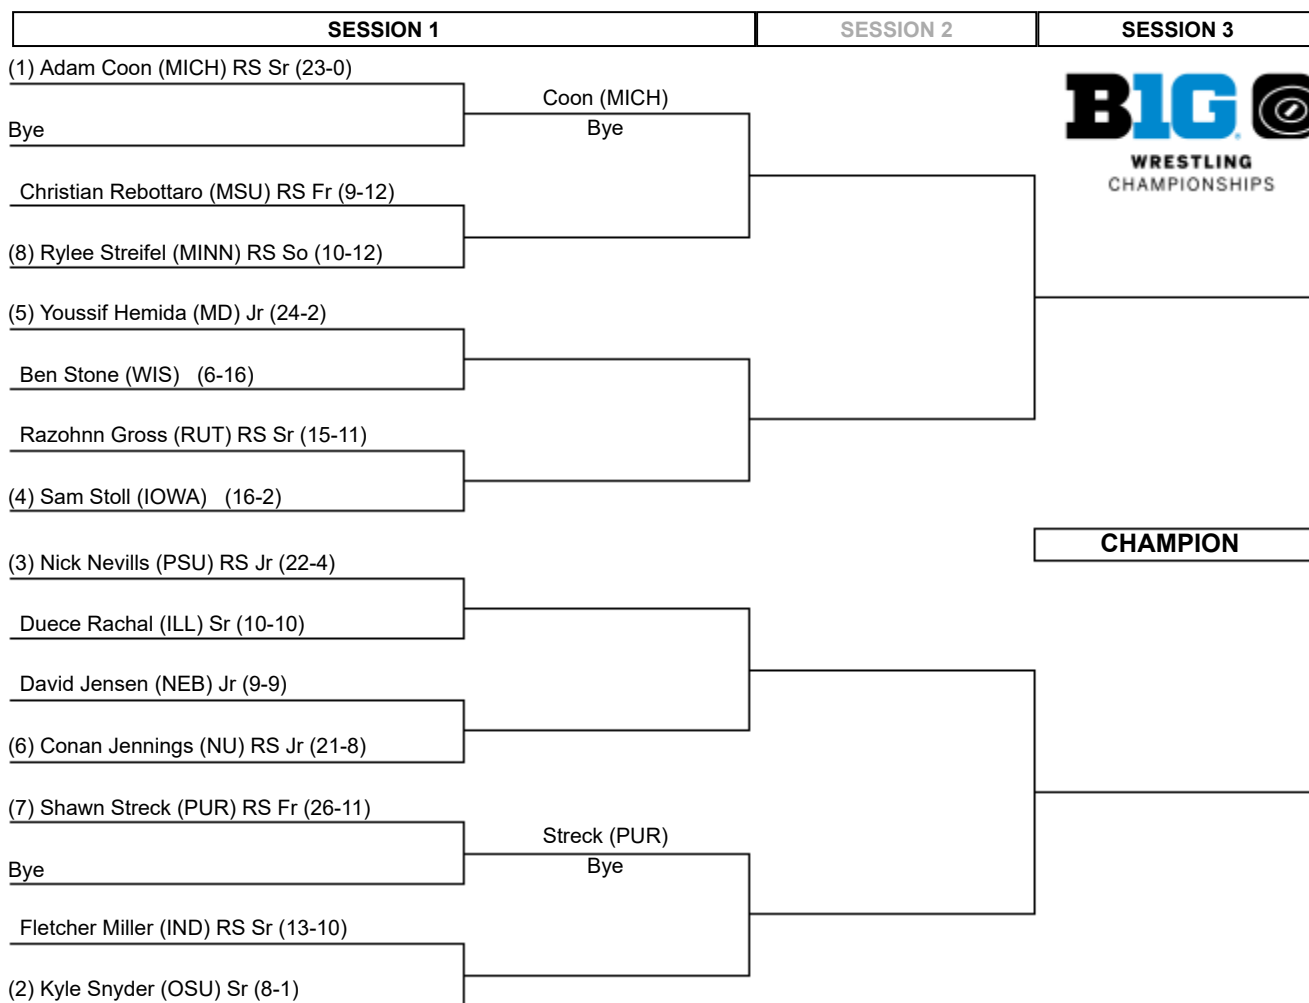 SESSION 1
SESSION 2
SESSION 3
(1) Adam Coon (MICH) RS Sr (23-0)
Bye
Coon (MICH)
Bye
Christian Rebottaro (MSU) RS Fr (9-12)
(8) Rylee Streifel (MINN) RS So (10-12)
B1G
WRESTLING
CHAMPIONSHIPS
(5) Youssif Hemida (MD) Jr (24-2)
Ben Stone (WIS) (6-16)
Razohnn Gross (RUT) RS Sr (15-11)
(4) Sam Stoll (IOWA) (16-2)
CHAMPION
(3) Nick Nevills (PSU) RS Jr (22-4)
Duece Rachal (ILL) Sr (10-10)
David Jensen (NEB) Jr (9-9)
(6) Conan Jennings (NU) RS Jr (21-8)
(7) Shawn Streck (PUR) RS Fr (26-11)
Bye
Streck (PUR)
Bye
Fletcher Miller (IND) RS Sr (13-10)
(2) Kyle Snyder (OSU) Sr (8-1)